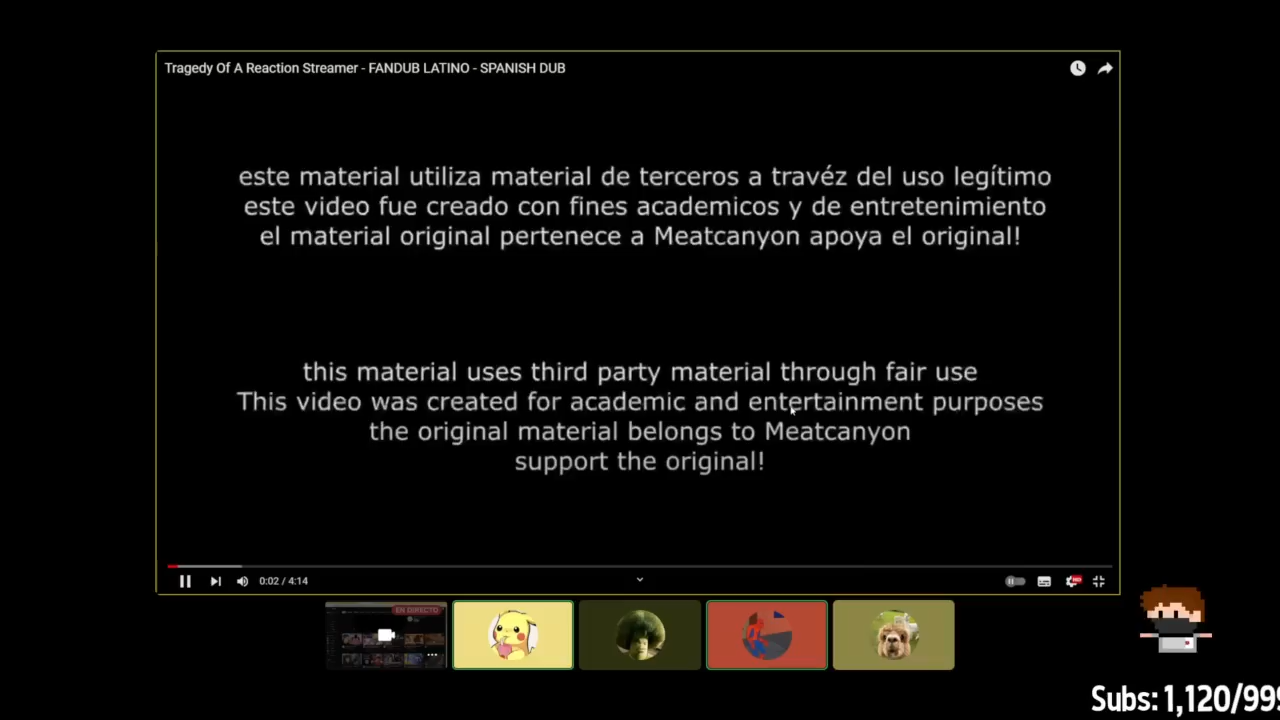 Tragedy Of A Reaction Streamer - FANDUB LATINO - SPANISH DUB
este material utiliza material de terceros a travéz del uso legítimo
este video fue creado con fines academicos y de entretenimiento
el material original pertenece a Meatcanyon apoya el original!
this material uses third party material through fair use
This video was created for academic and entertainment purposes
the original material belongs to Meatcanyon
support the original!
0:02 / 4:14
HD
EN DIRECTO
Subs: 1,120/999